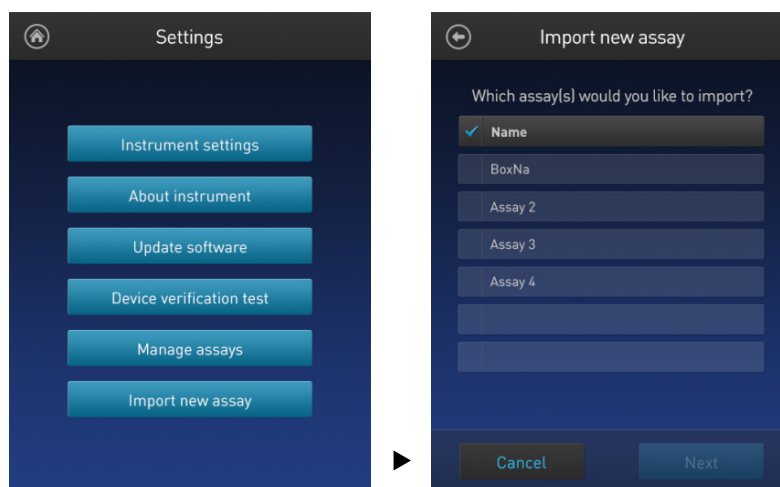 Settings
Instrument settings
About instrument
Update software
Device verification test
Manage assays
Import new assay
Import new assay
Which assay(s) would you like to import?
Name
BoxNa
Assay 2
Assay 3
Assay 4
Cancel
Next